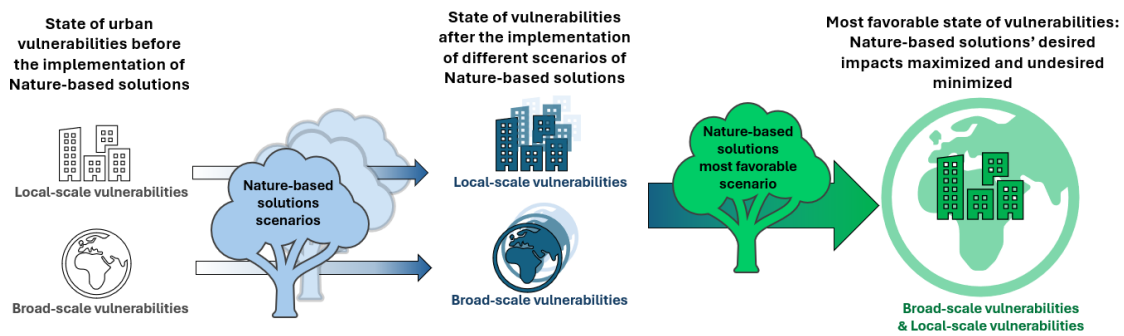 State of urban
vulnerabilities before
the implementation of
Nature-based solutions
Local-scale vulnerabilities
Broad-scale vulnerabilities
Nature-based
solutions
scenarios
State of vulnerabilities
after the implementation
of different scenarios of
Nature-based solutions
Local-scale vulnerabilities
Broad-scale vulnerabilities
Nature-based
solutions
most favorable
scenario
Most favorable state of vulnerabilities:
Nature-based solutions’ desired
impacts maximized and undesired
minimized
Broad-scale vulnerabilities
& Local-scale vulnerabilities